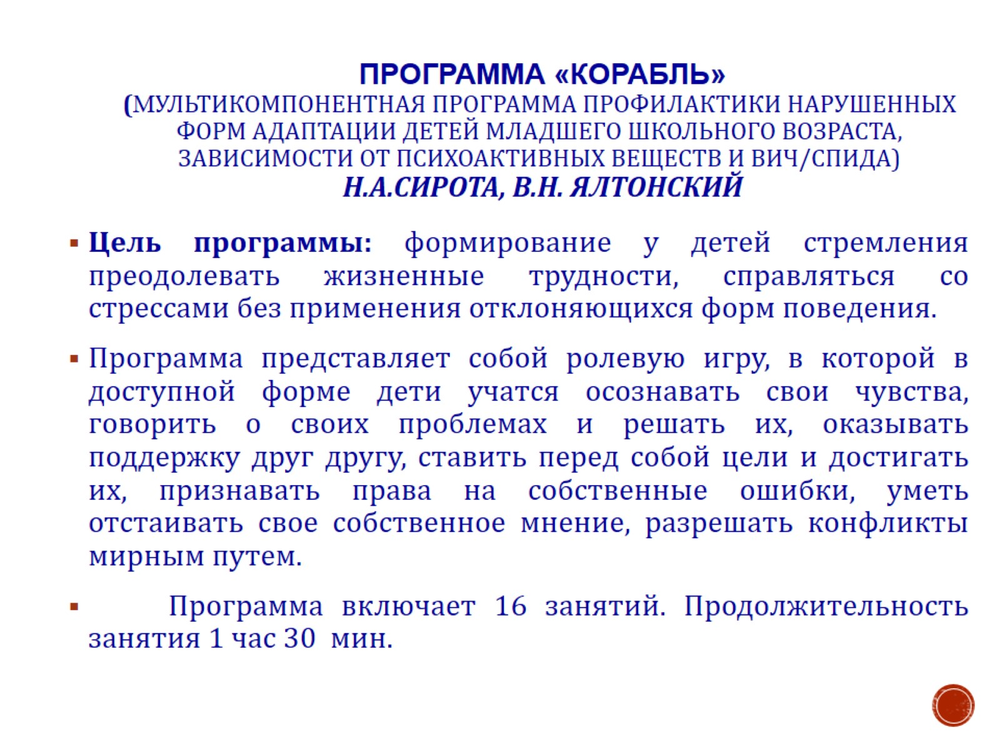 ПРОГРАММА «КОРАБЛЬ»
(МУЛЬТИКОМПОНЕНТНАЯ ПРОГРАММА ПРОФИЛАКТИКИ НАРУШЕННЫХ
ФОРМ АДАПТАЦИИ ДЕТЕЙ МЛАДШЕГО ШКОЛЬНОГО ВОЗРАСТА,
ЗАВИСИМОСТИ ОТ ПСИХОАКТИВНЫХ ВЕЩЕСТВ И ВИЧ/СПИДА)
Н.А.СИРОТА, В.Н. ЯЛТОНСКИЙ
▪ Цель программы: формирование у детей стремления
преодолевать жизненные трудности, справляться со
стрессами без применения отклоняющихся форм поведения.
▪ Программа представляет собой ролевую игру, в которой в
доступной форме дети учатся осознавать свои чувства,
говорить о своих проблемах и решать их, оказывать
поддержку друг другу, ставить перед собой цели и достигать
их, признавать права на собственные ошибки, уметь
отстаивать свое собственное мнение, разрешать конфликты
мирным путем.
▪ Программа включает 16 занятий. Продолжительность
занятия 1 час 30 мин.